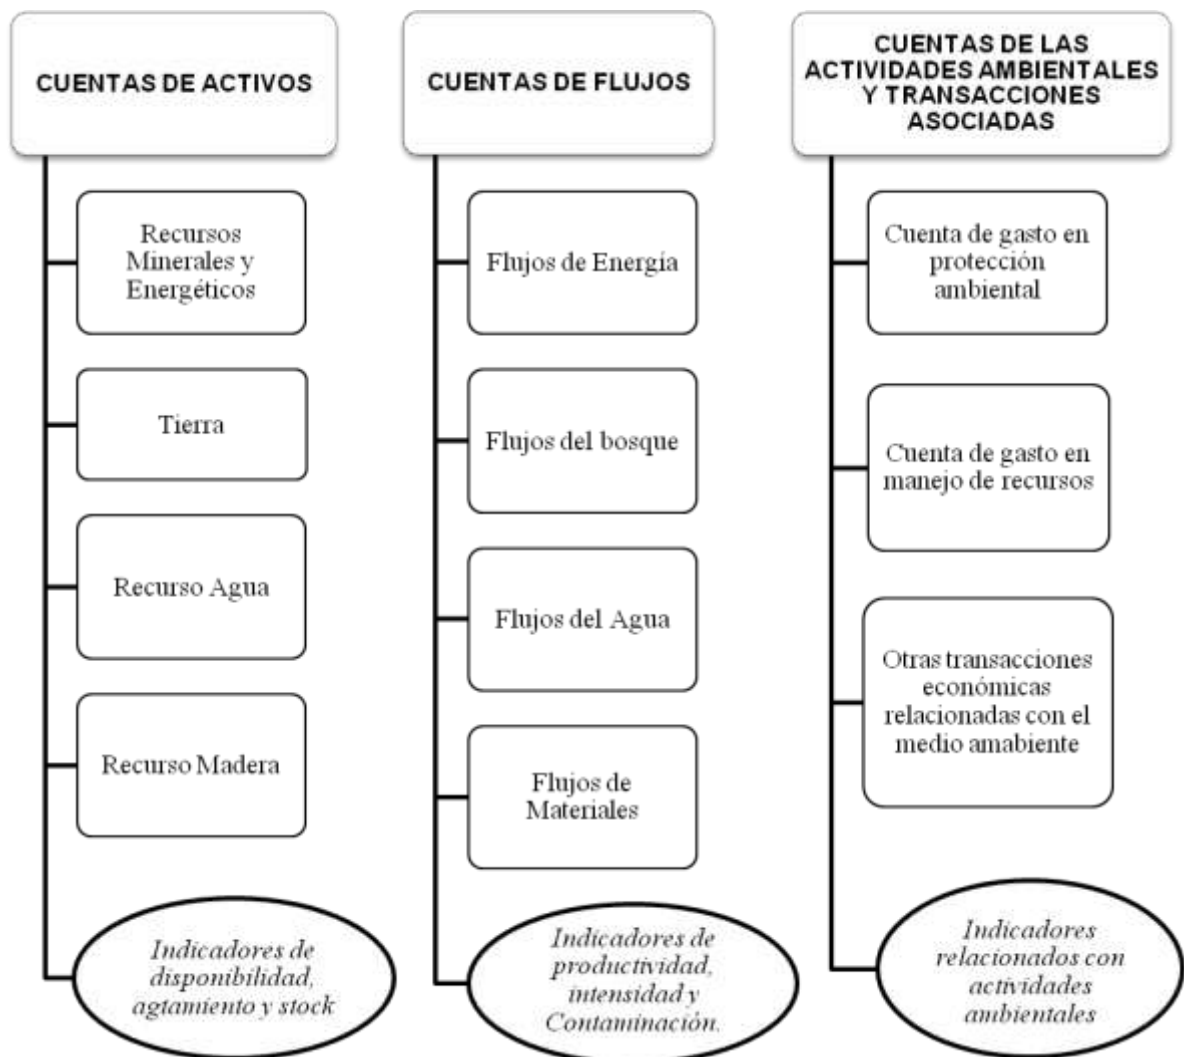 CUENTAS DE ACTIVOS
Recursos
Minerales y
Energéticos
Tierra
Recurso Agua
Recurso Madera
Indicadores de
disponibilidad,
agtamiento y stock
CUENTAS DE FLUJOS
Flujos de Energía
Flujos del bosque
Flujos del Agua
Flujos de
Materiales
Indicadores de
productividad,
intensidad y
Contaminación.
CUENTAS DE LAS
ACTIVIDADES AMBIENTALES
Y TRANSACCIONES
ASOCIADAS
Cuenta de gasto en
protección
ambiental
Cuenta de gasto en
manejo de recursos
Otras transacciones
económicas
relacionadas con el
medio amabiente
Indicadores
relacionados con
actividades
ambientales